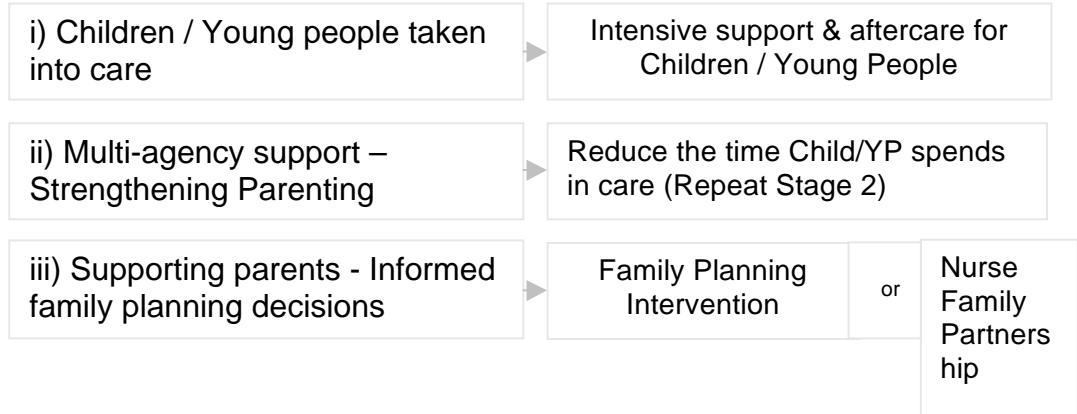 i) Children / Young people taken
into care
Intensive support & aftercare for
Children / Young People
ii) Multi-agency support –
Strengthening Parenting
Reduce the time Child/YP spends
in care (Repeat Stage 2)
iii) Supporting parents - Informed
family planning decisions
Family Planning
Intervention
or
Nurse
Family
Partners
hip